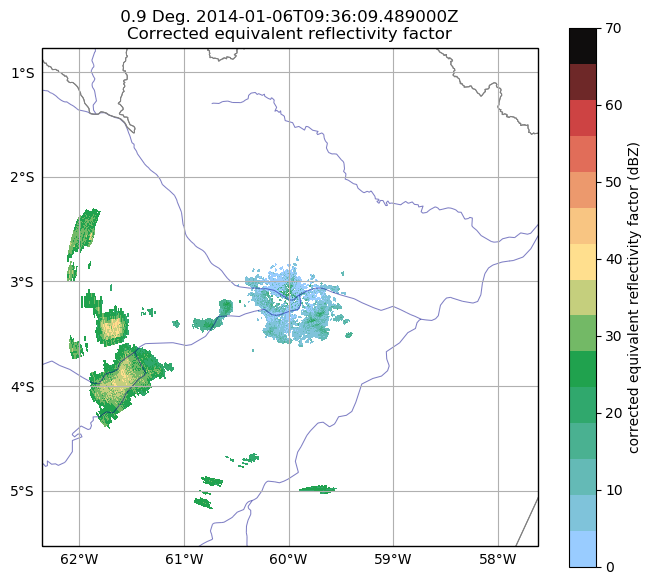 0.9 Deg. 2014-01-06T09:36:09.489000Z
Corrected equivalent reflectivity factor
1°S
2°S
3°S
4°S
5°S
62°W 61°W 60°W 59°W 58°W
70
60
50
40
30
20
10
0
corrected equivalent reflectivity factor (dBZ)